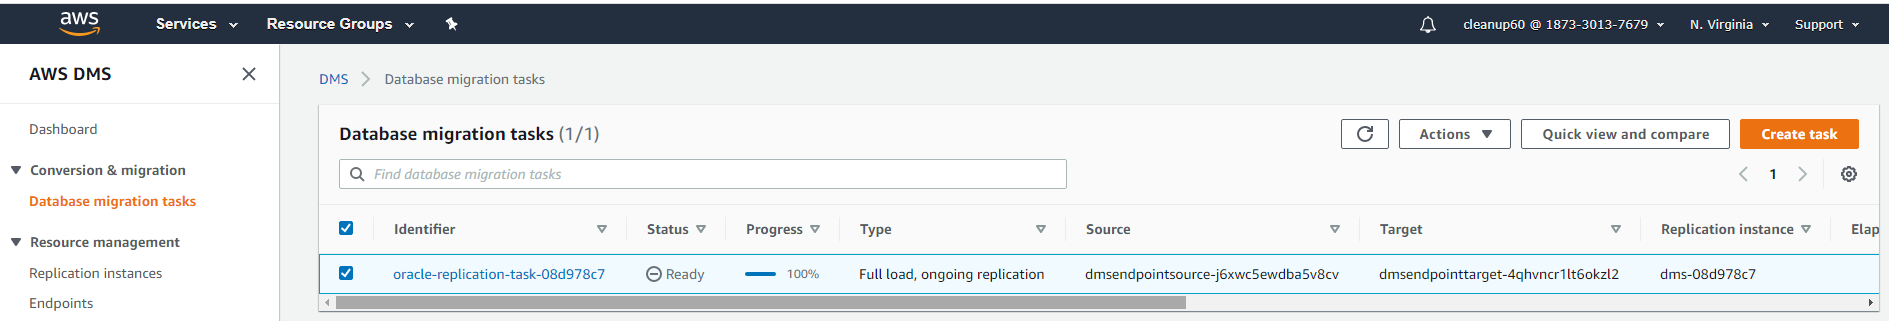 aws Services Resource Groups cleanup60 @ 1873-3013-7679 N. Virginia Support
AWS DMS
Dashboard
Conversion & migration
Database migration tasks
Resource management
Replication instances
Endpoints
DMS Database migration tasks
Database migration tasks (1/1) Actions Quick view and compare Create task
Find database migration tasks 1
Identifier Status Progress Type Source Target Replication instance Elap
oracle-replication-task-08d978c7 Ready 100% Full load, ongoing replication dmsendpointsource-j6xwc5ewdba5v8cv dmsendpointtarget-4qhvncr1lt6okzl2 dms-08d978c7